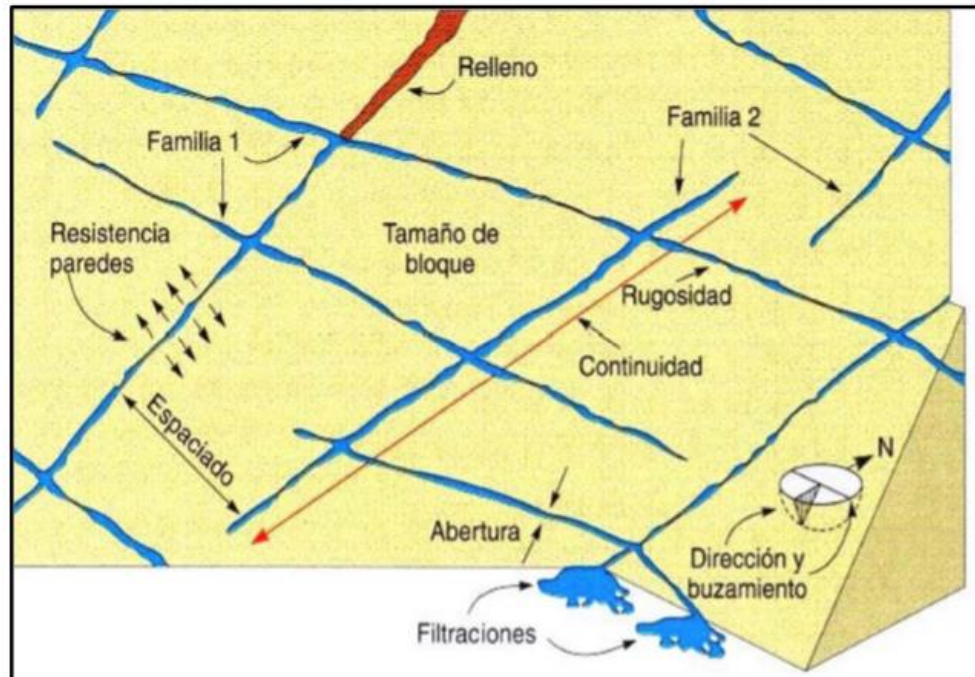 Relleno
Familia 1
Familia 2
Resistencia
paredes
Tamaño de
bloque
Rugosidad
Continuidad
Espaciado
N
Abertura
Dirección y
buzamiento
Filtraciones